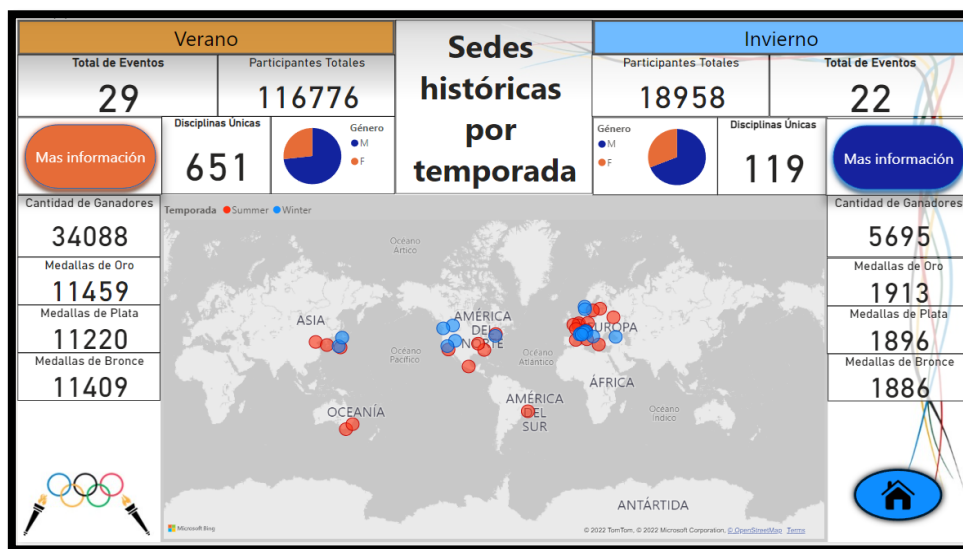 Verano
Sedes
históricas
por
temporada
Invierno
Total de Eventos
29
Participantes Totales
116776
Participantes Totales
18958
Total de Eventos
22
Mas información
Disciplinas Únicas
651
Género
M
F
Género
M
F
Disciplinas Únicas
119
Mas información
Cantidad de Ganadores
34088
Medallas de Oro
11459
Medallas de Plata
11220
Medallas de Bronce
11409
Temporada Summer Winter
Océano
Ártico
ASIA
AMÉRICA
DEL
NORTE
EUROPA
Océano
Pacífico
Océano
Atlántico
ÁFRICA
OCEANÍA
AMÉRICA
DEL
SUR
Océano
Índico
ANTÁRTIDA
Microsoft Bing
© 2022 TomTom, © 2022 Microsoft Corporation, © OpenStreetMap Terms
Cantidad de Ganadores
5695
Medallas de Oro
1913
Medallas de Plata
1896
Medallas de Bronce
1886